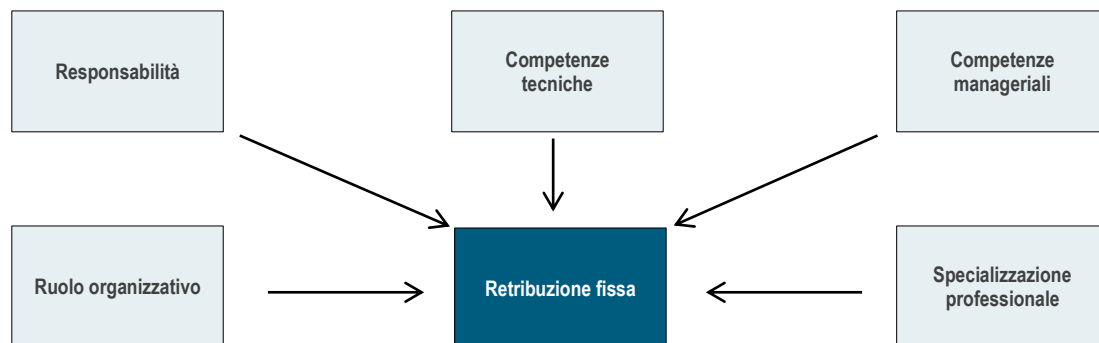 Responsabilità
Competenze
tecniche
Competenze
manageriali
Ruolo organizzativo
Retribuzione fissa
Specializzazione
professionale